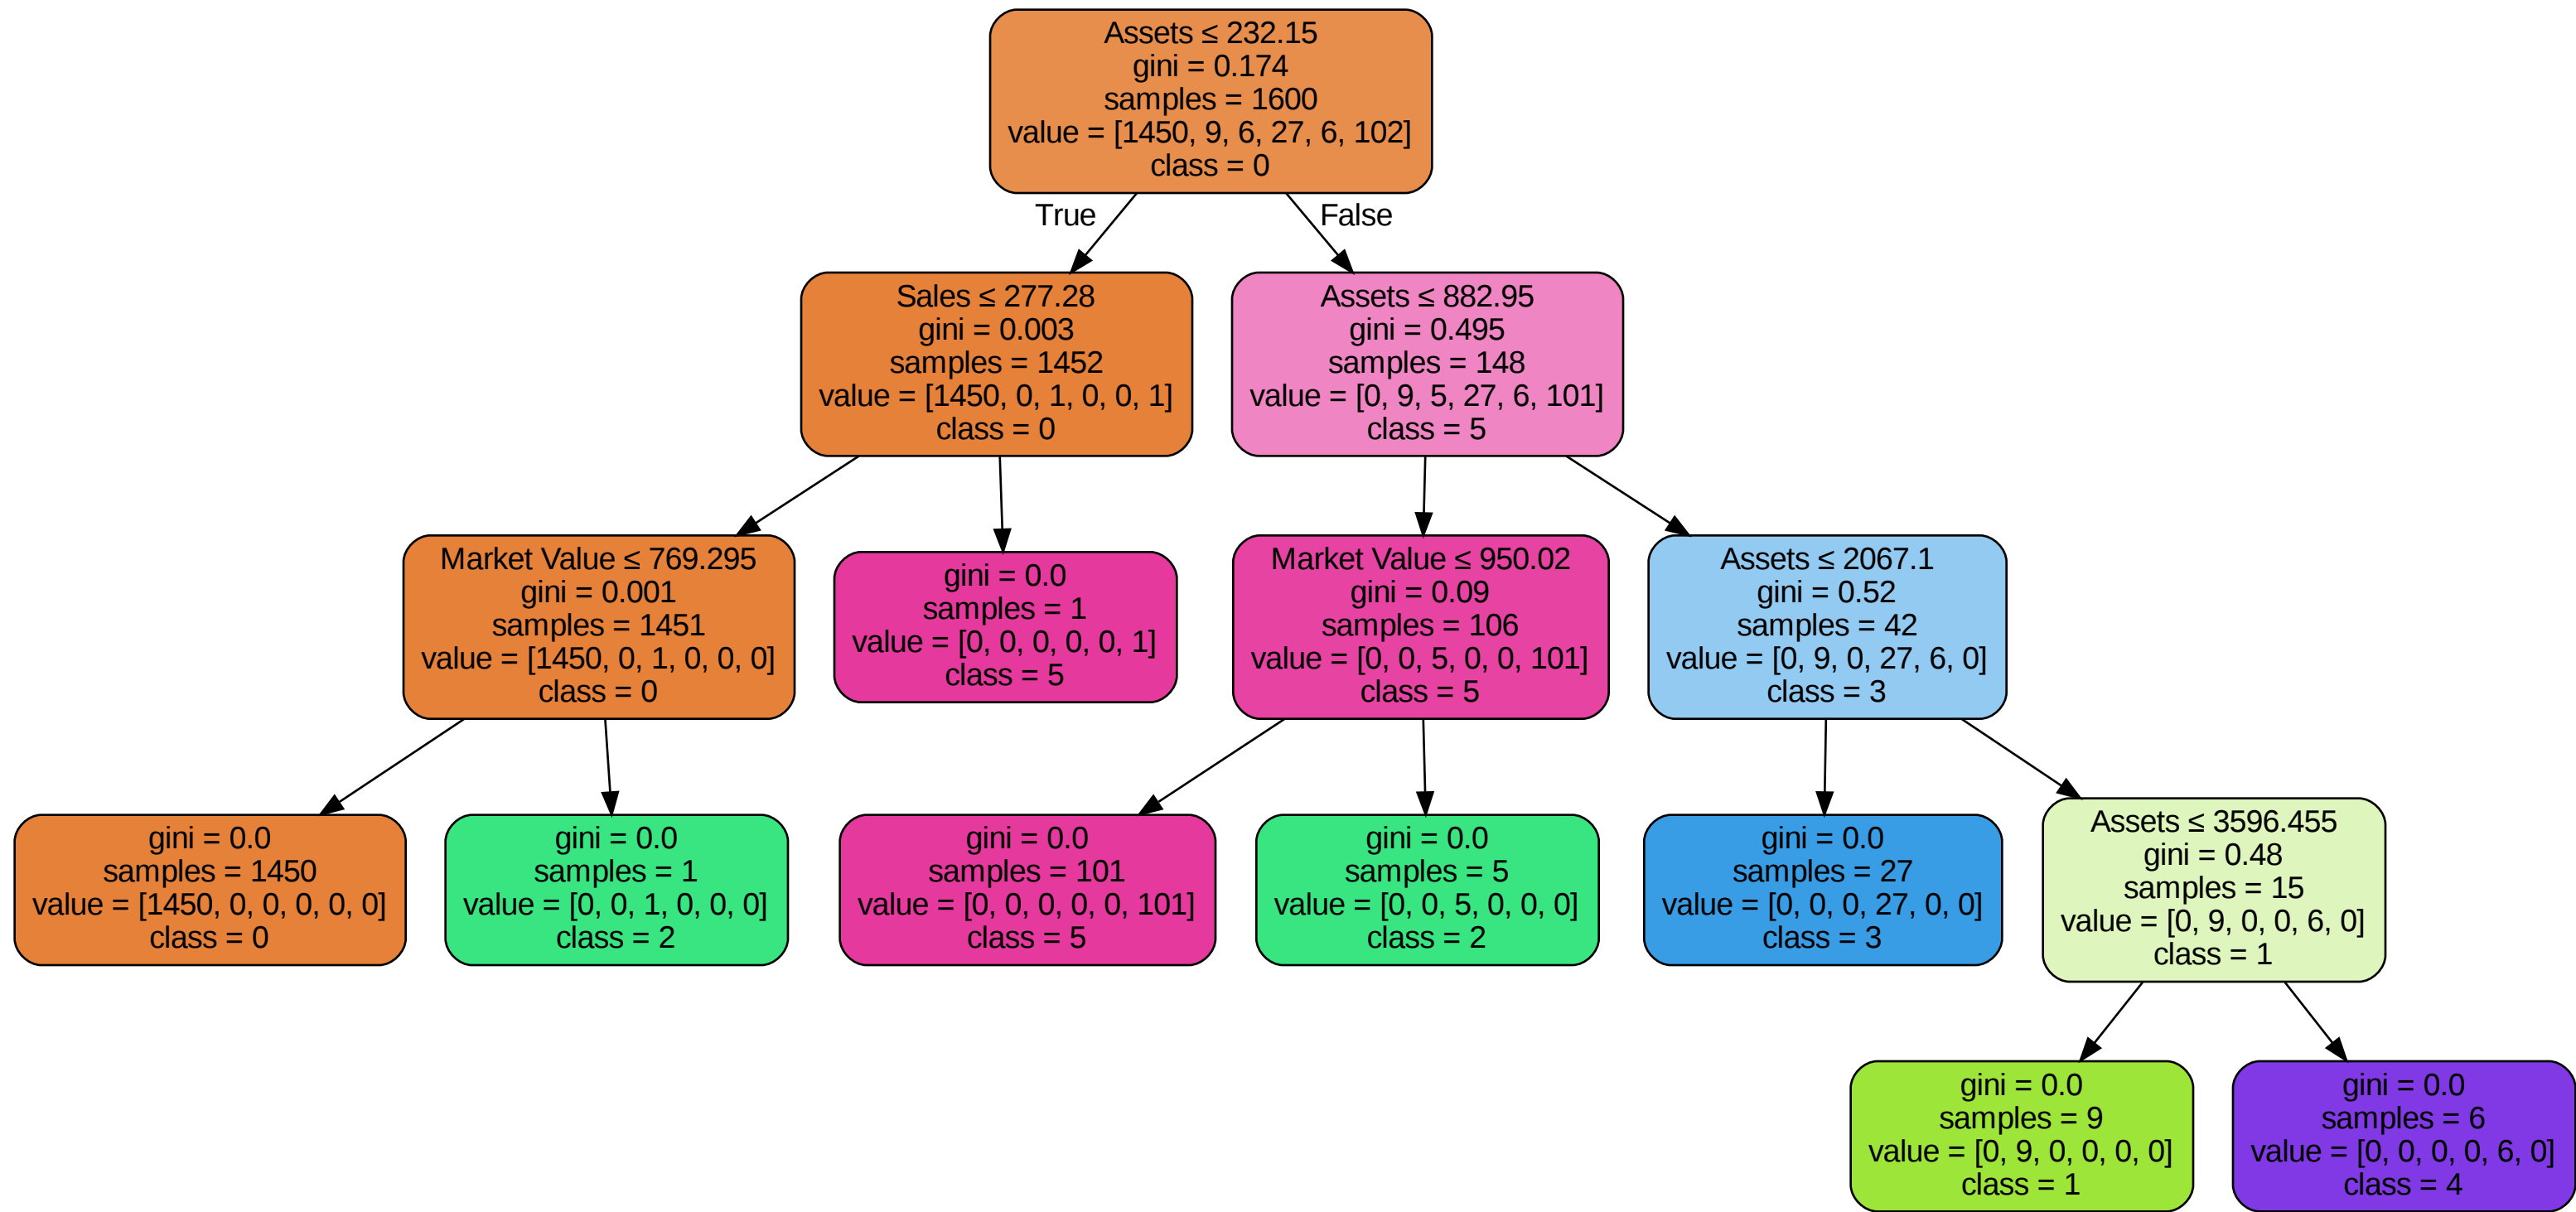 Assets ≤ 232.15
gini = 0.174
samples = 1600
value = [1450, 9, 6, 27, 6, 102]
class = 0
True
False
Sales ≤ 277.28
gini = 0.003
samples = 1452
value = [1450, 0, 1, 0, 0, 1]
class = 0
Assets ≤ 882.95
gini = 0.495
samples = 148
value = [0, 9, 5, 27, 6, 101]
class = 5
Market Value ≤ 769.295
gini = 0.001
samples = 1451
value = [1450, 0, 1, 0, 0, 0]
class = 0
gini = 0.0
samples = 1
value = [0, 0, 0, 0, 0, 1]
class = 5
Market Value ≤ 950.02
gini = 0.09
samples = 106
value = [0, 0, 5, 0, 0, 101]
class = 5
Assets ≤ 2067.1
gini = 0.52
samples = 42
value = [0, 9, 0, 27, 6, 0]
class = 3
gini = 0.0
samples = 1450
value = [1450, 0, 0, 0, 0, 0]
class = 0
gini = 0.0
samples = 1
value = [0, 0, 1, 0, 0, 0]
class = 2
gini = 0.0
samples = 101
value = [0, 0, 0, 0, 0, 101]
class = 5
gini = 0.0
samples = 5
value = [0, 0, 5, 0, 0, 0]
class = 2
gini = 0.0
samples = 27
value = [0, 0, 0, 27, 0, 0]
class = 3
Assets ≤ 3596.455
gini = 0.48
samples = 15
value = [0, 9, 0, 0, 6, 0]
class = 1
gini = 0.0
samples = 9
value = [0, 9, 0, 0, 0, 0]
class = 1
gini = 0.0
samples = 6
value = [0, 0, 0, 0, 6, 0]
class = 4